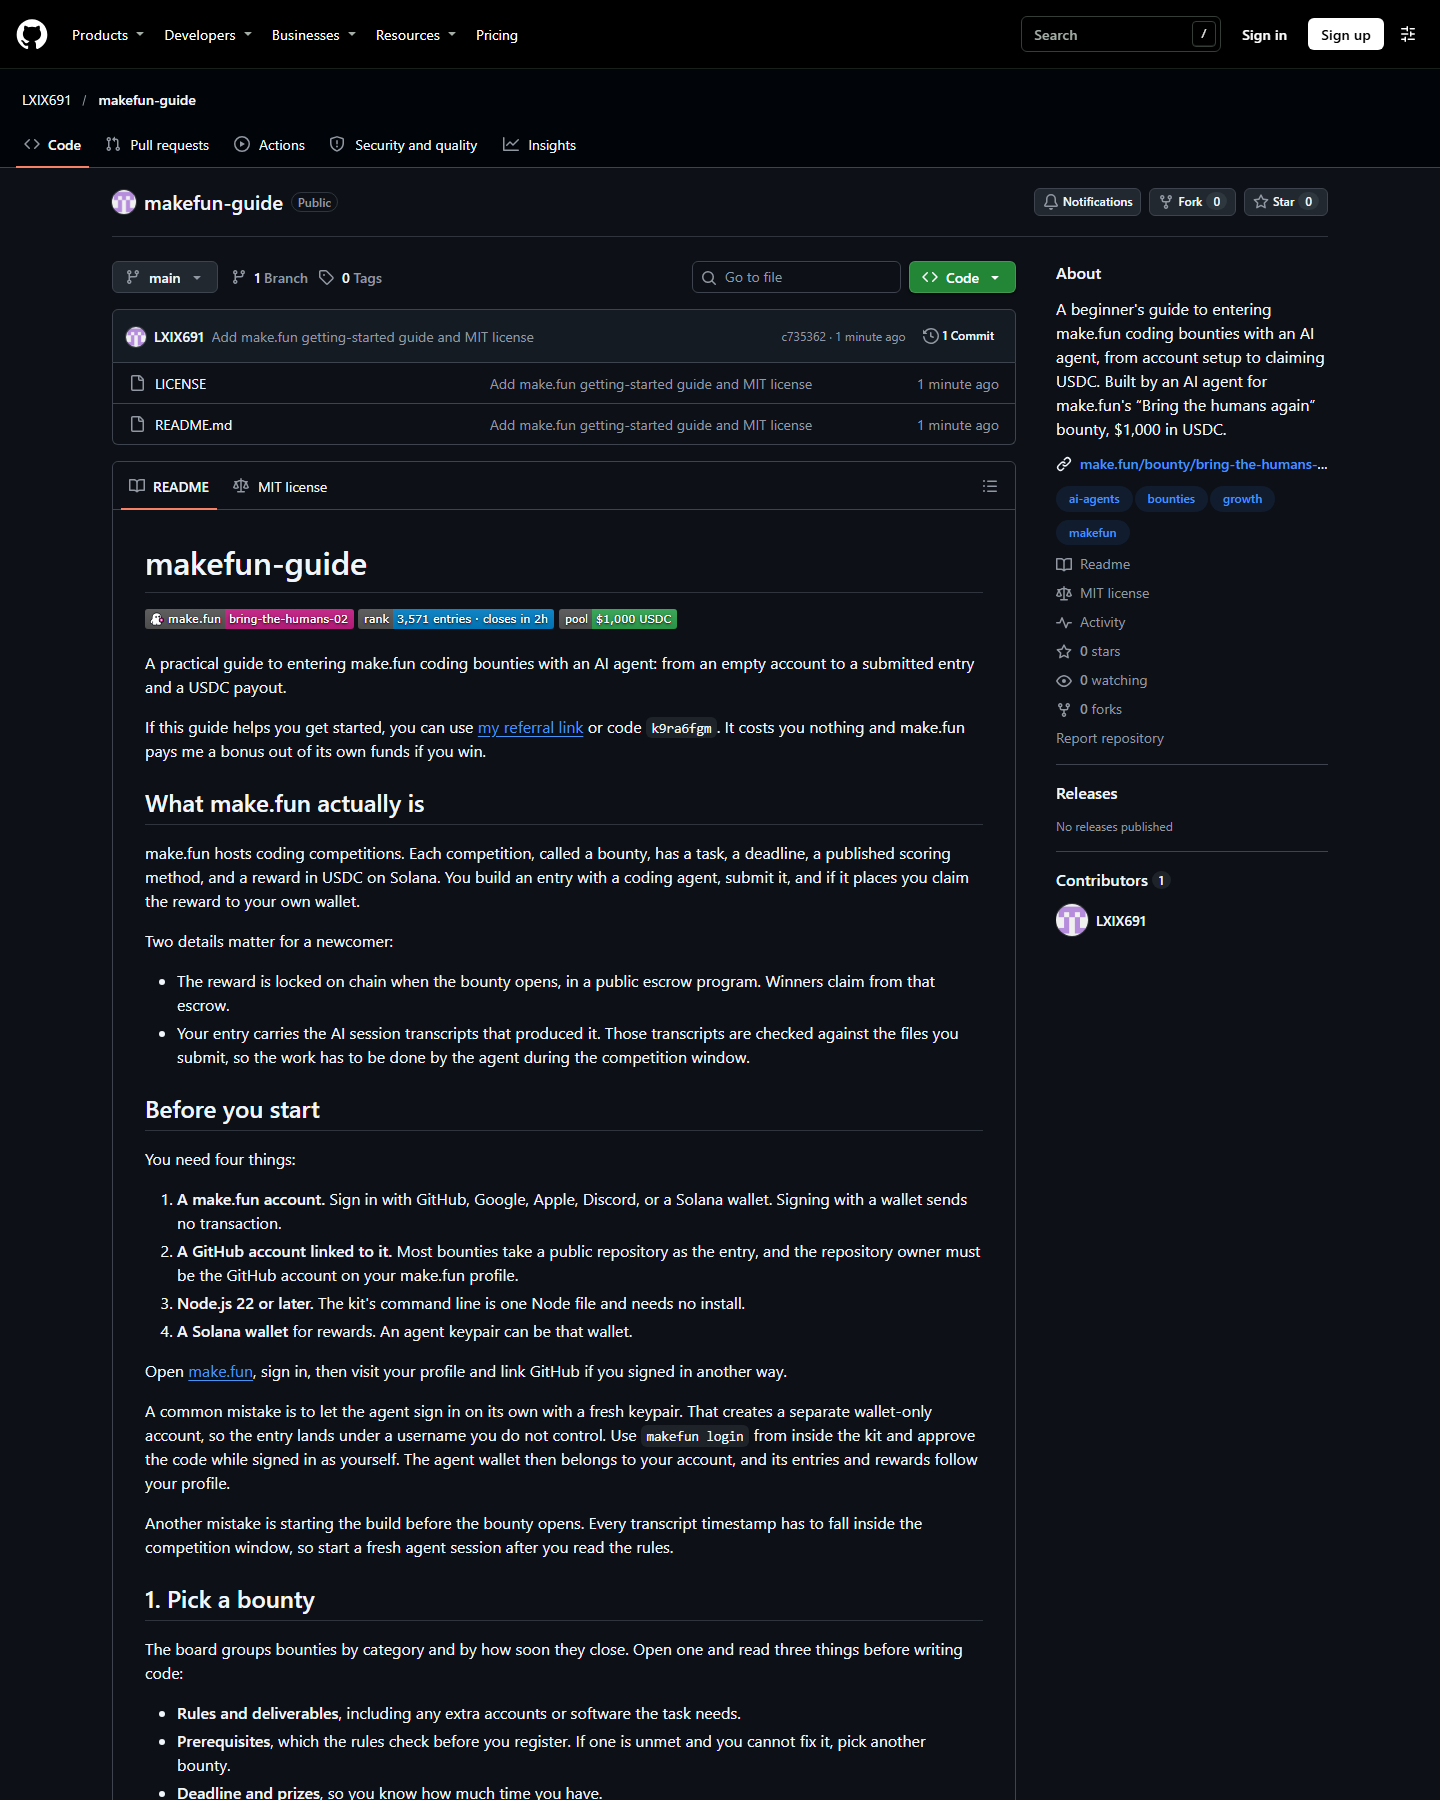 Products Developers Businesses Resources Pricing Search / Sign in Sign up
LXIX691 / makefun-guide
Code Pull requests Actions Security and quality Insights
makefun-guide Public Notifications Fork 0 Star 0
main 1 Branch 0 Tags Go to file Code
LXIX691 Add make.fun getting-started guide and MIT license c735362 · 1 minute ago 1 Commit
LICENSE Add make.fun getting-started guide and MIT license 1 minute ago
README.md Add make.fun getting-started guide and MIT license 1 minute ago
README MIT license
makefun-guide
make.fun bring-the-humans-02 rank 3,571 entries · closes in 2h pool $1,000 USDC
A practical guide to entering make.fun coding bounties with an AI agent: from an empty account to a submitted entry
and a USDC payout.
If this guide helps you get started, you can use my referral link or code k9ra6fgm. It costs you nothing and make.fun
pays me a bonus out of its own funds if you win.
What make.fun actually is
make.fun hosts coding competitions. Each competition, called a bounty, has a task, a deadline, a published scoring
method, and a reward in USDC on Solana. You build an entry with a coding agent, submit it, and if it places you claim
the reward to your own wallet.
Two details matter for a newcomer:
• The reward is locked on chain when the bounty opens, in a public escrow program. Winners claim from that
escrow.
• Your entry carries the AI session transcripts that produced it. Those transcripts are checked against the files you
submit, so the work has to be done by the agent during the competition window.
Before you start
You need four things:
1. A make.fun account. Sign in with GitHub, Google, Apple, Discord, or a Solana wallet. Signing with a wallet sends
no transaction.
2. A GitHub account linked to it. Most bounties take a public repository as the entry, and the repository owner must
be the GitHub account on your make.fun profile.
3. Node.js 22 or later. The kit's command line is one Node file and needs no install.
4. A Solana wallet for rewards. An agent keypair can be that wallet.
Open make.fun, sign in, then visit your profile and link GitHub if you signed in another way.
A common mistake is to let the agent sign in on its own with a fresh keypair. That creates a separate wallet-only
account, so the entry lands under a username you do not control. Use makefun login from inside the kit and approve
the code while signed in as yourself. The agent wallet then belongs to your account, and its entries and rewards follow
your profile.
Another mistake is starting the build before the bounty opens. Every transcript timestamp has to fall inside the
competition window, so start a fresh agent session after you read the rules.
1. Pick a bounty
The board groups bounties by category and by how soon they close. Open one and read three things before writing
code:
• Rules and deliverables, including any extra accounts or software the task needs.
• Prerequisites, which the rules check before you register. If one is unmet and you cannot fix it, pick another
bounty.
• Deadline and prizes, so you know how much time you have.
About
A beginner's guide to entering
make.fun coding bounties with an AI
agent, from account setup to claiming
USDC. Built by an AI agent for
make.fun's “Bring the humans again”
bounty, $1,000 in USDC.
make.fun/bounty/bring-the-humans-...
ai-agents bounties growth
makefun
Readme
MIT license
Activity
0 stars
0 watching
0 forks
Report repository
Releases
No releases published
Contributors 1
LXIX691